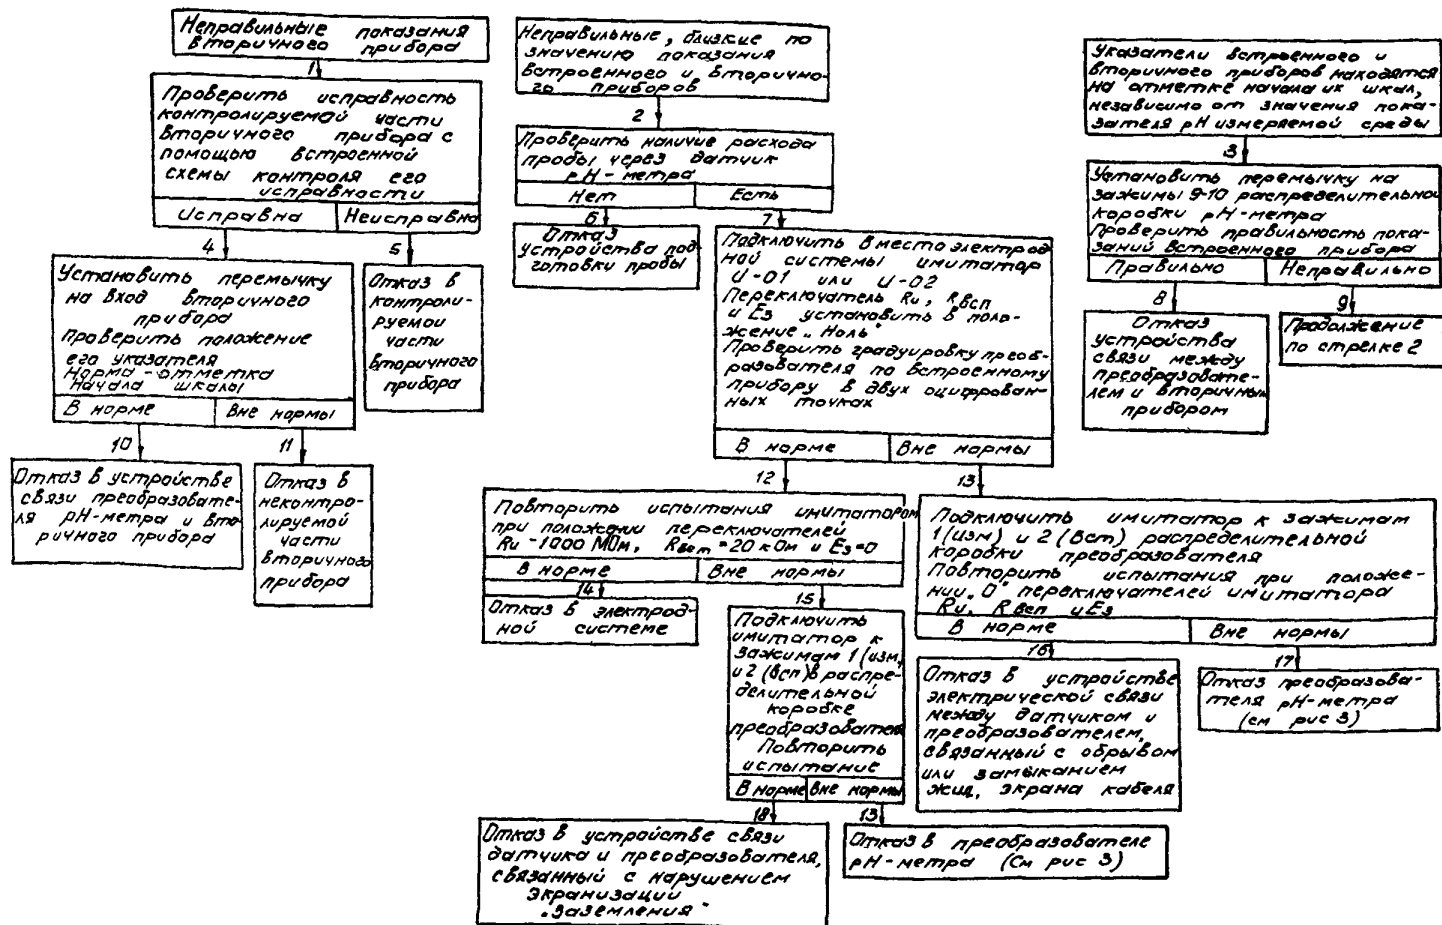 Неправильные показания
вторичного прибора
1
Проверить исправность
контролируемой части
вторичного прибора с
помощью встроенной
схемы контроля его
исправности
Исправна
Неисправна
4
5
Установить перемычку
на вход вторичного
прибора
Проверить положение
его указателя
Норма - отметка
начала шкалы
В норме
Вне нормы
Отказ в
контроли-
руемой
части
вторичного
прибора
10
11
Отказ в устройстве
связи преобразовате-
ля рН-метра и вто-
ричного прибора
Отказ в
неконтро-
лируемой
части
вторичного
прибора
Неправильные, близкие по
значению показания
встроенного и вторично-
го приборов
2
Проверить наличие расхода
пробы через датчик
рН-метра
Нет
Есть
6
7
Отказ
устройства под-
готовки пробы
Подключить вместо электрод
ной системы имитатор
И-01 или И-02
Переключатель Rи, Rвсп
и Ез установить в поло-
жение „Ноль"
Проверить градуировку преоб-
разователя по встроенному
прибору в двух оцифрован-
ных точках
В норме
Вне нормы
12
13
Повторить испытания имитатором
при положении переключателей
Rи -1000 МОм, Rвст =20 кОм и Ез=0
В норме
Вне нормы
14
15
Отказ в электрод-
ной системе
Подключить
имитатор к
зажимам 1 (изм,
и 2 (всп) в распре-
делительной
коробке
преобразователя
Повторить
испытание
В норме
Вне нормы
18
13
Отказ в устройстве связи
датчика и преобразователя,
связанный с нарушением
экранизации
„заземления"
Отказ в преобразователе
рН-метра (См рис 3)
Подключить имитатор к зажимам
1 (изм) и 2 (Вст) распределительной
коробки преобразователя
Повторить испытания при положе-
нии „0" переключателей имитатора
Rи, R всп и Ез
В норме
Вне нормы
16
17
Отказ в устройстве
электрической связи
между датчиком и
преобразователем,
связанный с обрывом
или замыканием
жил, экрана кабеля
Отказ преобразова-
теля рН-метра
(см рис 3)
Указатели встроенного и
вторичного приборов находятся
на отметке начала их шкал,
независимо от значения пока-
зателя рН измеряемой среды
3
Установить перемычку на
зажимы 9-10 распределительной
коробки рН-метра
Проверить правильность пока-
заний встроенного прибора
Правильно
Неправильно
8
9
Отказ
устройства
связи между
преобразовате-
лем и вторичным
прибором
Продолжение
по стрелке 2